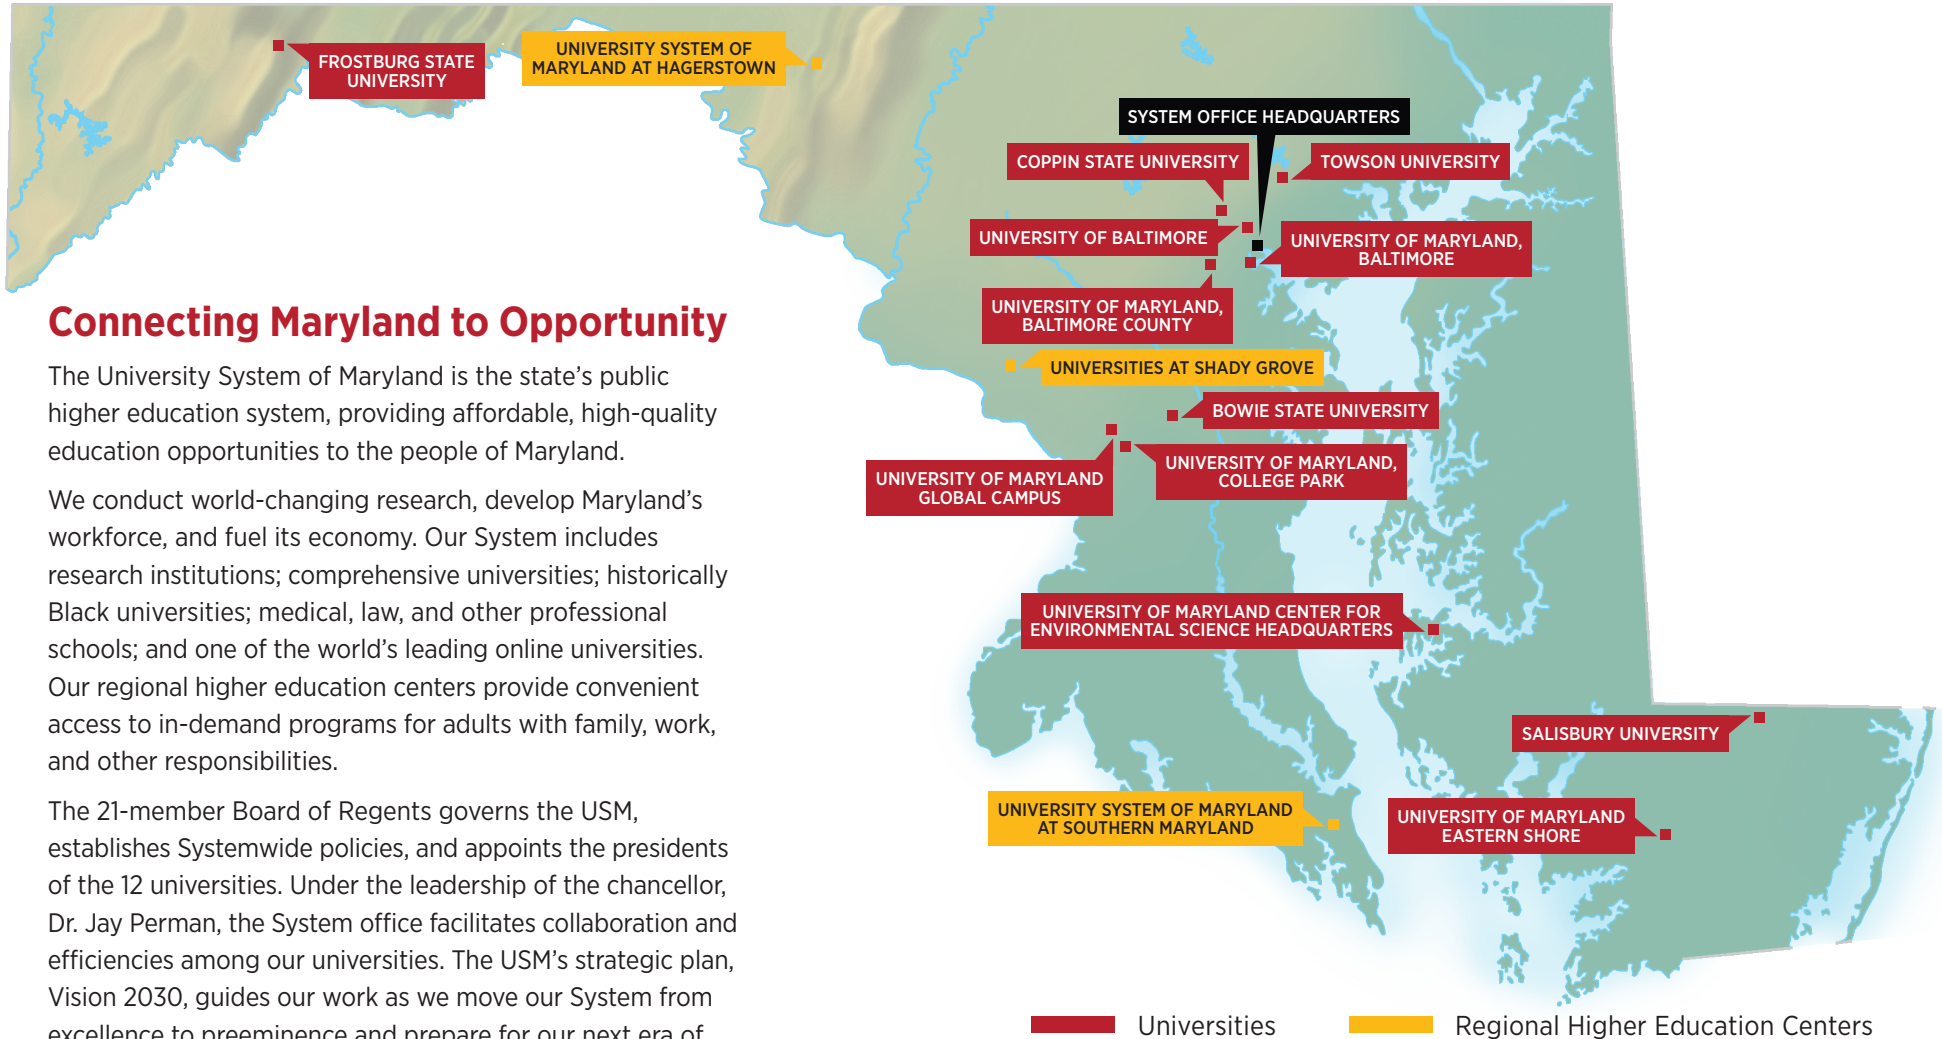 FROSTBURG STATE
UNIVERSITY
UNIVERSITY SYSTEM OF
MARYLAND AT HAGERSTOWN
SYSTEM OFFICE HEADQUARTERS
COPPIN STATE UNIVERSITY
TOWSON UNIVERSITY
UNIVERSITY OF BALTIMORE
UNIVERSITY OF MARYLAND,
BALTIMORE
UNIVERSITY OF MARYLAND,
BALTIMORE COUNTY
UNIVERSITIES AT SHADY GROVE
BOWIE STATE UNIVERSITY
UNIVERSITY OF MARYLAND
GLOBAL CAMPUS
UNIVERSITY OF MARYLAND,
COLLEGE PARK
UNIVERSITY OF MARYLAND CENTER FOR
ENVIRONMENTAL SCIENCE HEADQUARTERS
SALISBURY UNIVERSITY
UNIVERSITY SYSTEM OF MARYLAND
AT SOUTHERN MARYLAND
UNIVERSITY OF MARYLAND
EASTERN SHORE
Universities
Regional Higher Education Centers
Connecting Maryland to Opportunity
The University System of Maryland is the state’s public
higher education system, providing affordable, high-quality
education opportunities to the people of Maryland.
We conduct world-changing research, develop Maryland’s
workforce, and fuel its economy. Our System includes
research institutions; comprehensive universities; historically
Black universities; medical, law, and other professional
schools; and one of the world’s leading online universities.
Our regional higher education centers provide convenient
access to in-demand programs for adults with family, work,
and other responsibilities.
The 21-member Board of Regents governs the USM,
establishes Systemwide policies, and appoints the presidents
of the 12 universities. Under the leadership of the chancellor,
Dr. Jay Perman, the System office facilitates collaboration and
efficiencies among our universities. The USM’s strategic plan,
Vision 2030, guides our work as we move our System from
excellence to preeminence and prepare for our next era of